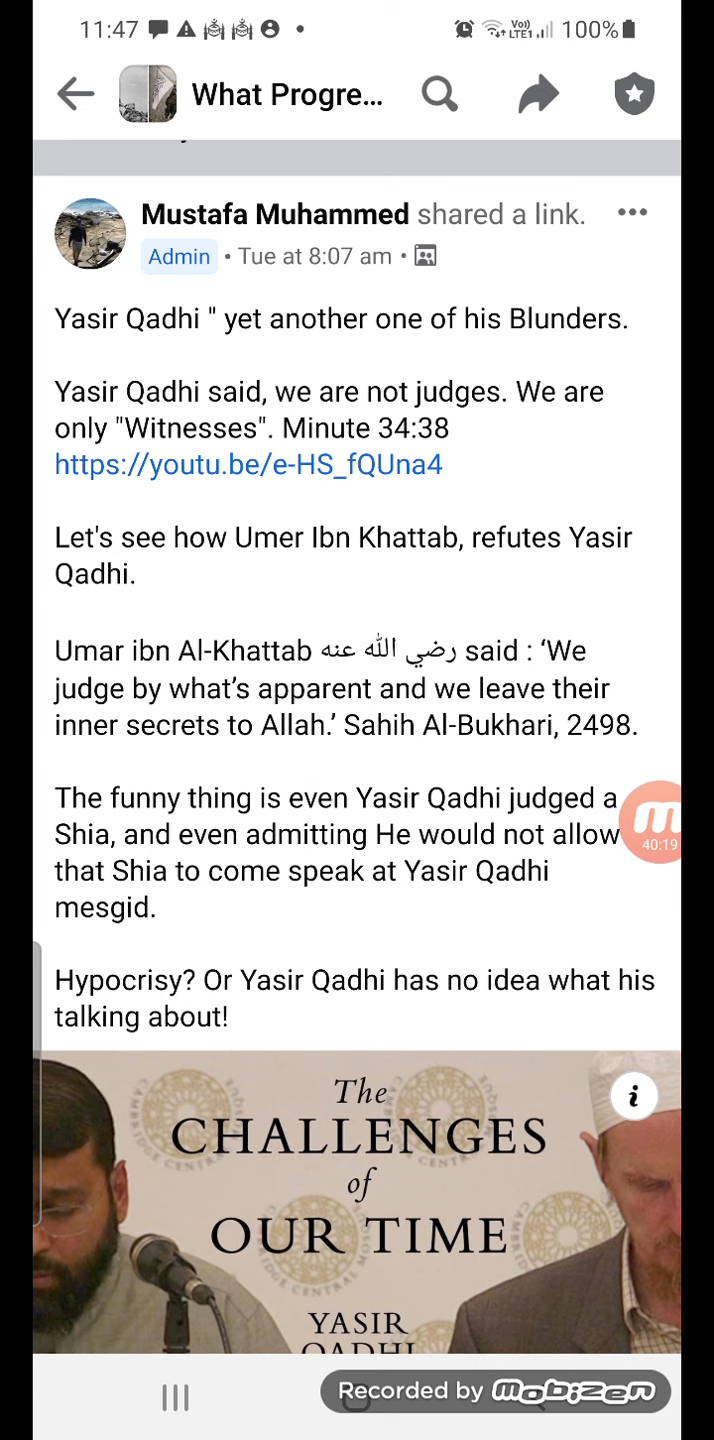 11:47
Vo))
LTE1
100%
What Progre...
Mustafa Muhammed shared a link.
Admin • Tue at 8:07 am •
Yasir Qadhi " yet another one of his Blunders.
Yasir Qadhi said, we are not judges. We are
only "Witnesses". Minute 34:38
https://youtu.be/e-HS_fQUna4
Let's see how Umer Ibn Khattab, refutes Yasir
Qadhi.
Umar ibn Al-Khattab رضي الله عنه said : ‘We
judge by what’s apparent and we leave their
inner secrets to Allah.’ Sahih Al-Bukhari, 2498.
The funny thing is even Yasir Qadhi judged a
Shia, and even admitting He would not allow
that Shia to come speak at Yasir Qadhi
mesgid.
40:19
Hypocrisy? Or Yasir Qadhi has no idea what his
talking about!
The
CHALLENGES
of
OUR TIME
YASIR
QADHI
Recorded by mobizen